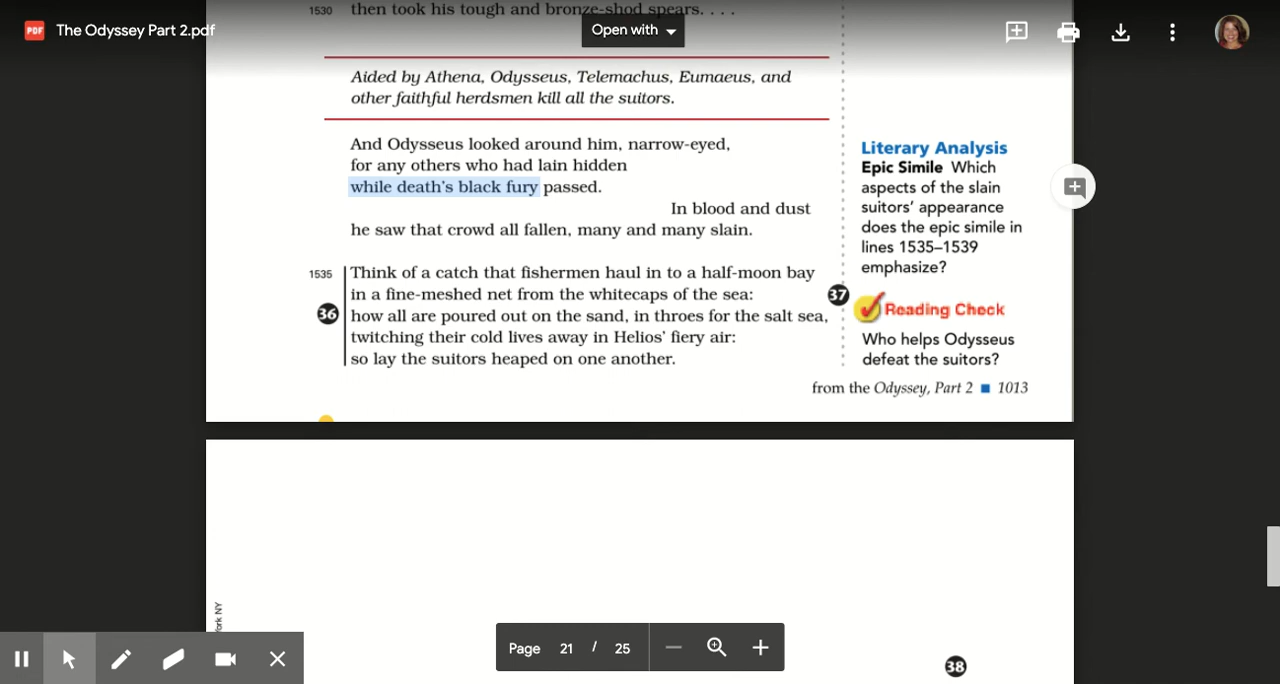 PDF The Odyssey Part 2.pdf
Open with
1530 then took his tough and bronze-shod spears. . . .
Aided by Athena, Odysseus, Telemachus, Eumaeus, and
other faithful herdsmen kill all the suitors.
And Odysseus looked around him, narrow-eyed,
for any others who had lain hidden
while death's black fury passed.
In blood and dust
he saw that crowd all fallen, many and many slain.
1535 Think of a catch that fishermen haul in to a half-moon bay
in a fine-meshed net from the whitecaps of the sea:
36 how all are poured out on the sand, in throes for the salt sea,
twitching their cold lives away in Helios' fiery air:
so lay the suitors heaped on one another.
Literary Analysis
Epic Simile Which
aspects of the slain
suitors' appearance
does the epic simile in
lines 1535–1539
emphasize?
37 Reading Check
Who helps Odysseus
defeat the suitors?
from the Odyssey, Part 2 ■ 1013
NY
38
Page 21 / 25